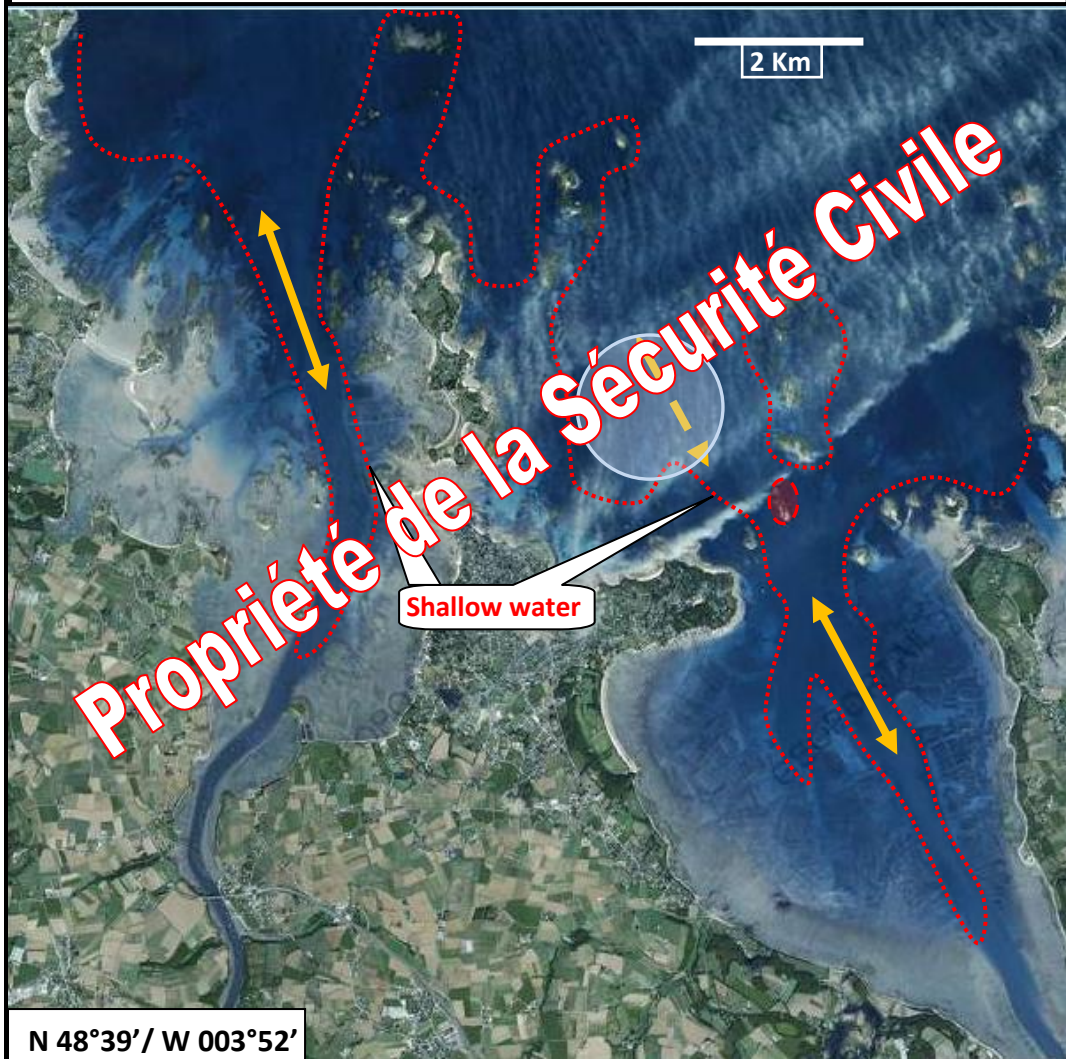 2 Km
Propriété de la Sécurité Civile
Shallow water
N 48°39’/ W 003°52’